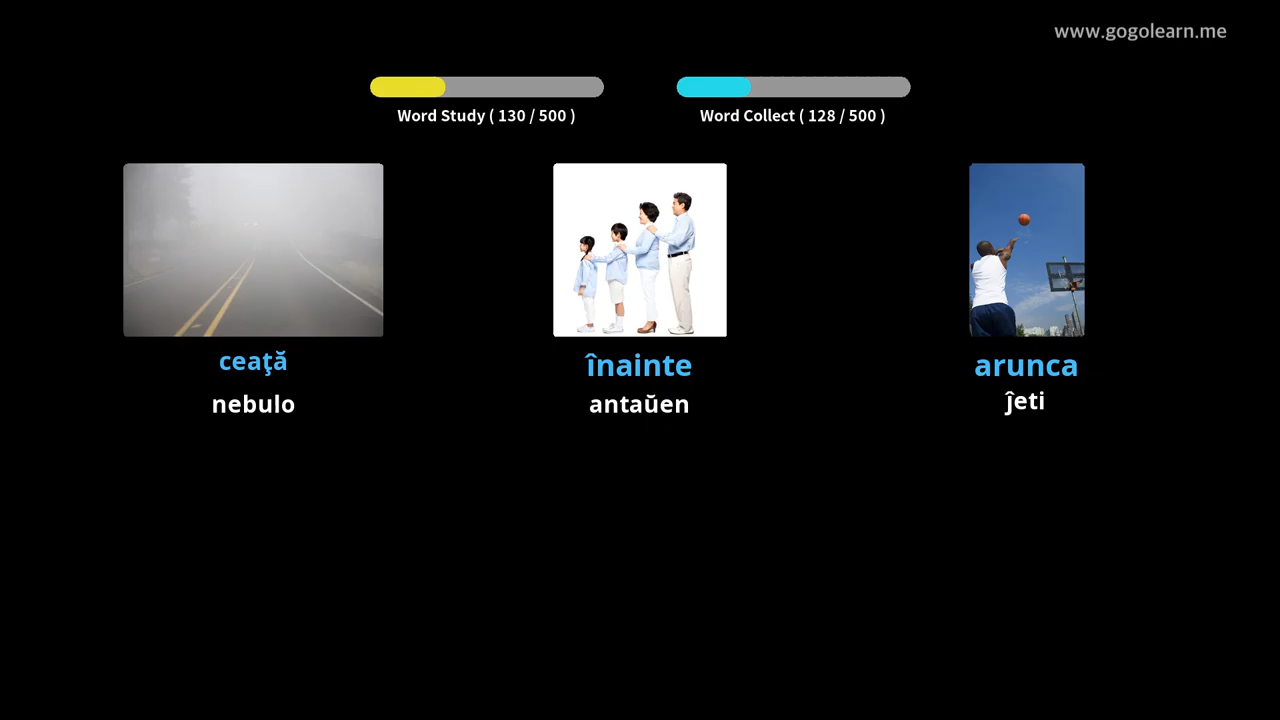 www.gogolearn.me
Word Study ( 130 / 500 )
Word Collect ( 128 / 500 )
ceaţă
înainte
arunca
nebulo
antaŭen
ĵeti